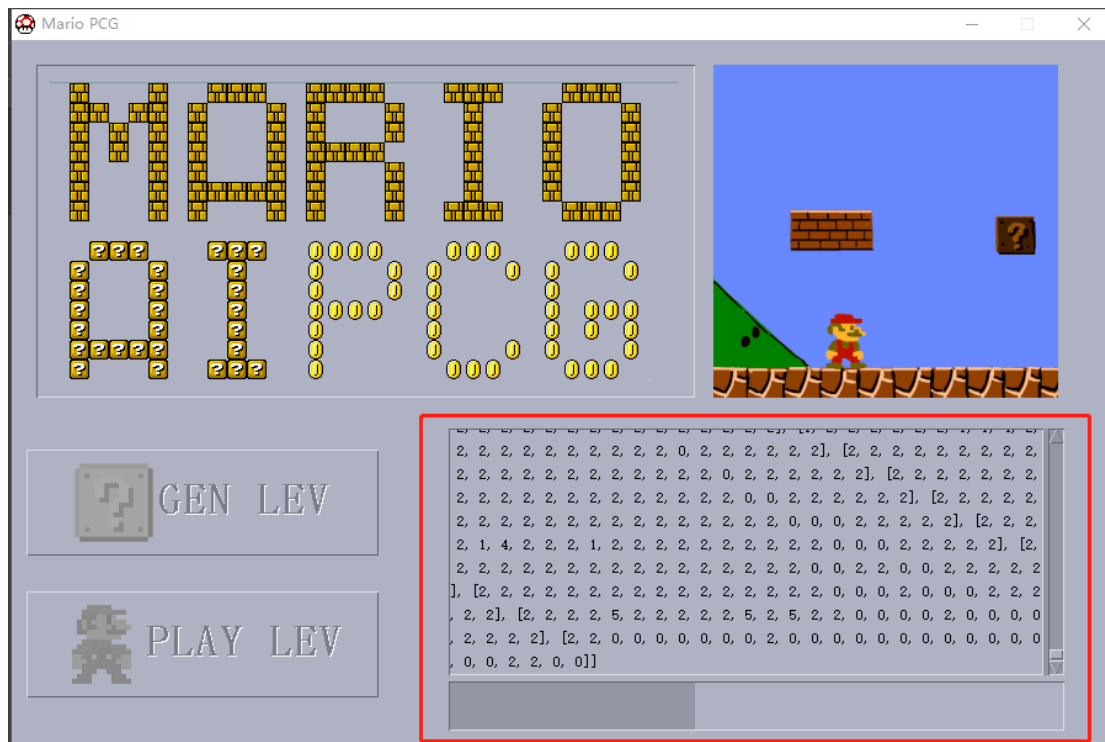 Mario PCG
MARIO
AIPCG
GEN LEV
PLAY LEV
2, 2, 2, 2, 2, 2, 2, 2, 2, 2, 0, 2, 2, 2, 2, 2, 2], [2, 2, 2, 2, 2, 2, 2, 2, 2,
2, 2, 2, 2, 2, 2, 2, 2, 2, 2, 2, 2, 0, 2, 2, 2, 2, 2, 2], [2, 2, 2, 2, 2, 2, 2,
2, 2, 2, 2, 2, 2, 2, 2, 2, 2, 2, 2, 2, 0, 0, 2, 2, 2, 2, 2, 2], [2, 2, 2, 2, 2,
2, 2, 2, 2, 2, 2, 2, 2, 2, 2, 2, 2, 2, 2, 2, 0, 0, 0, 2, 2, 2, 2, 2], [2, 2, 2,
2, 1, 4, 2, 2, 2, 1, 2, 2, 2, 2, 2, 2, 2, 2, 2, 2, 0, 0, 0, 2, 2, 2, 2, 2], [2,
2, 2, 2, 2, 2, 2, 2, 2, 2, 2, 2, 2, 2, 2, 2, 2, 0, 0, 2, 2, 0, 0, 2, 2, 2, 2, 2
], [2, 2, 2, 2, 2, 2, 2, 2, 2, 2, 2, 2, 2, 2, 2, 2, 0, 0, 0, 2, 0, 0, 0, 2, 2, 2
, 2, 2], [2, 2, 2, 2, 5, 2, 2, 2, 2, 2, 5, 2, 5, 2, 2, 0, 0, 0, 0, 2, 0, 0, 0, 0
, 2, 2, 2, 2], [2, 2, 0, 0, 0, 0, 0, 0, 0, 2, 0, 0, 0, 0, 0, 0, 0, 0, 0, 0, 0, 0
, 0, 0, 2, 2, 0, 0]]